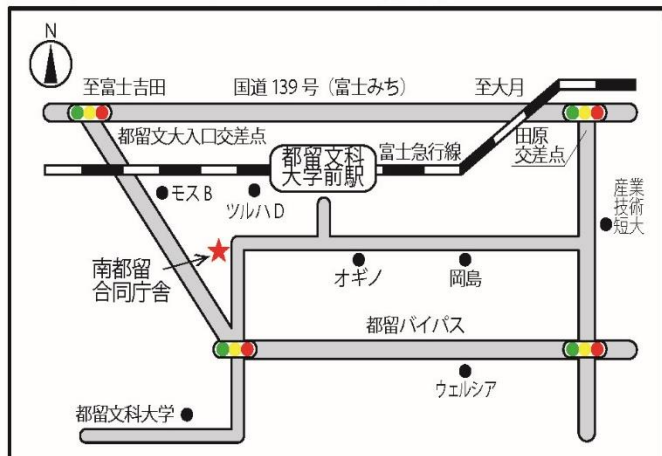 N
至富士吉田
国道139号（富士みち）
至大月
都留文大入口交差点
都留文科
大学前駅
富士急行線
田原
交差点
モスB
ツルハD
産業
技術
短大
南都留
合同庁舎
オギノ
岡島
都留バイパス
ウェルシア
都留文科大学